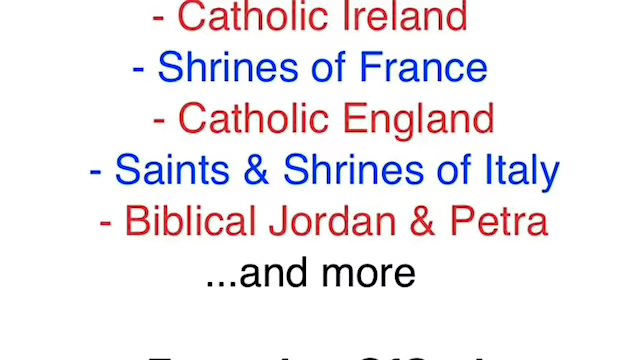 - Catholic Ireland
- Shrines of France
- Catholic England
- Saints & Shrines of Italy
- Biblical Jordan & Petra
...and more